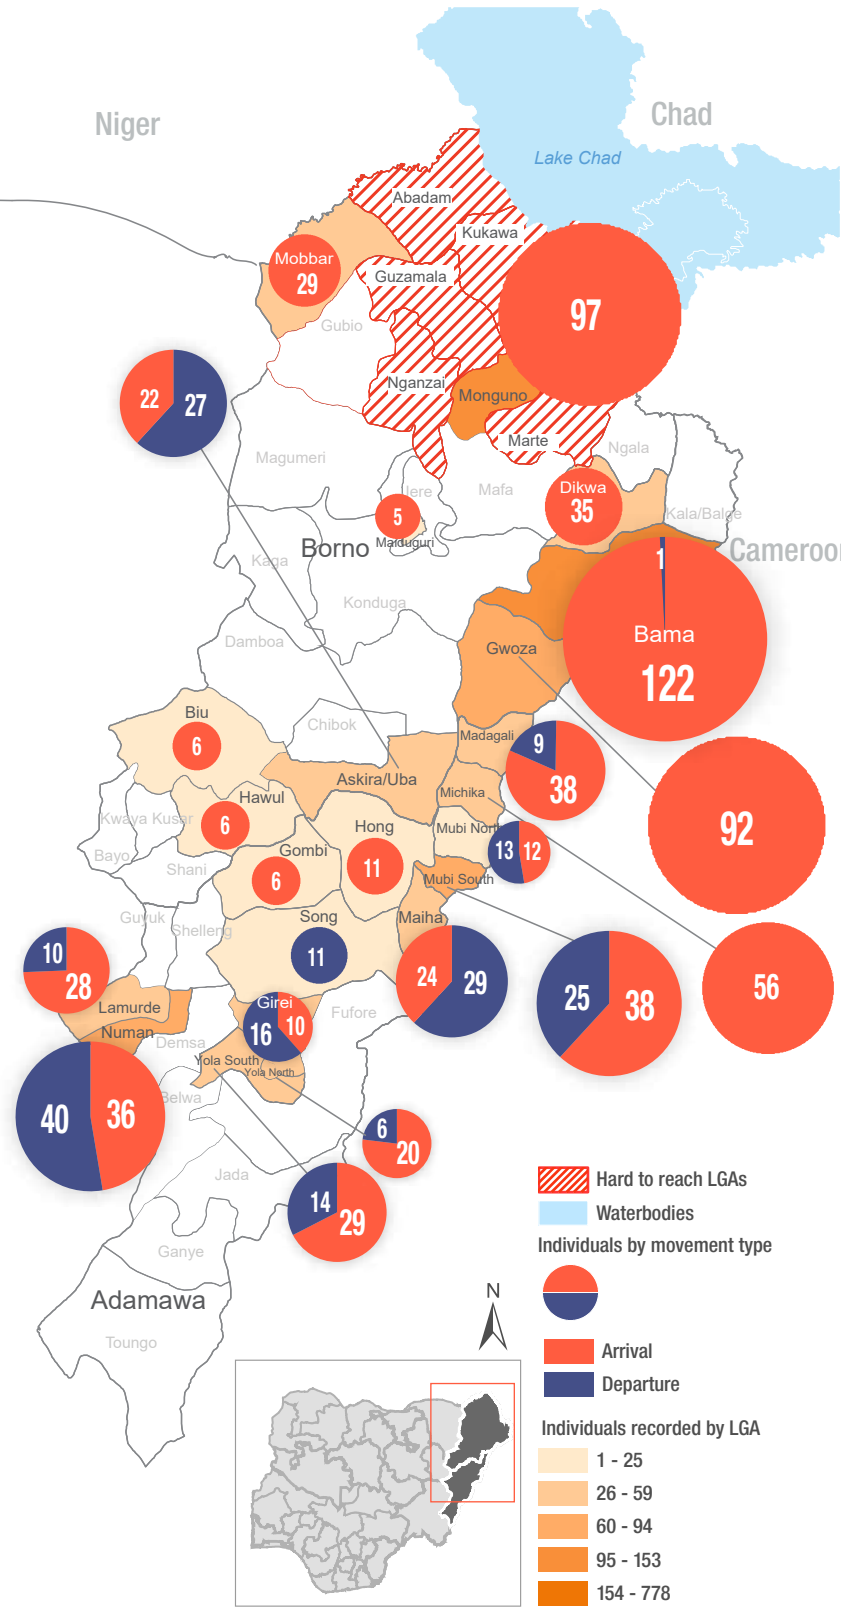 Niger
Chad
Lake Chad
Abadam
Kukawa
Mobbar
29
Guzamala
97
Gubio
Nganzai
Monguno
22
27
Marte
Ngala
Magumeri
Jere
Mafa
Dikwa
35
Kala/Balge
5
Maiduguri
Borno
Kaga
Cameroo
1
Konduga
Bama
122
Damboa
Gwoza
Biu
6
Chibok
Madagali
9
38
Askira/Uba
Michika
Hawul
6
Kwaya Kusar
Hong
11
Mubi North
13
12
92
Bayo
Shani
Gombi
6
Mubi South
Guyuk
Shelleng
Song
11
Maiha
10
28
24
29
25
38
56
Lamurde
Girei
16
10
Fufore
Numan
Demsa
Yola South
Yola North
Belwa
40
36
6
20
Jada
14
29
Ganye
Adamawa
Toungo
Hard to reach LGAs
Waterbodies
Individuals by movement type
N
Arrival
Departure
Individuals recorded by LGA
1 - 25
26 - 59
60 - 94
95 - 153
154 - 778